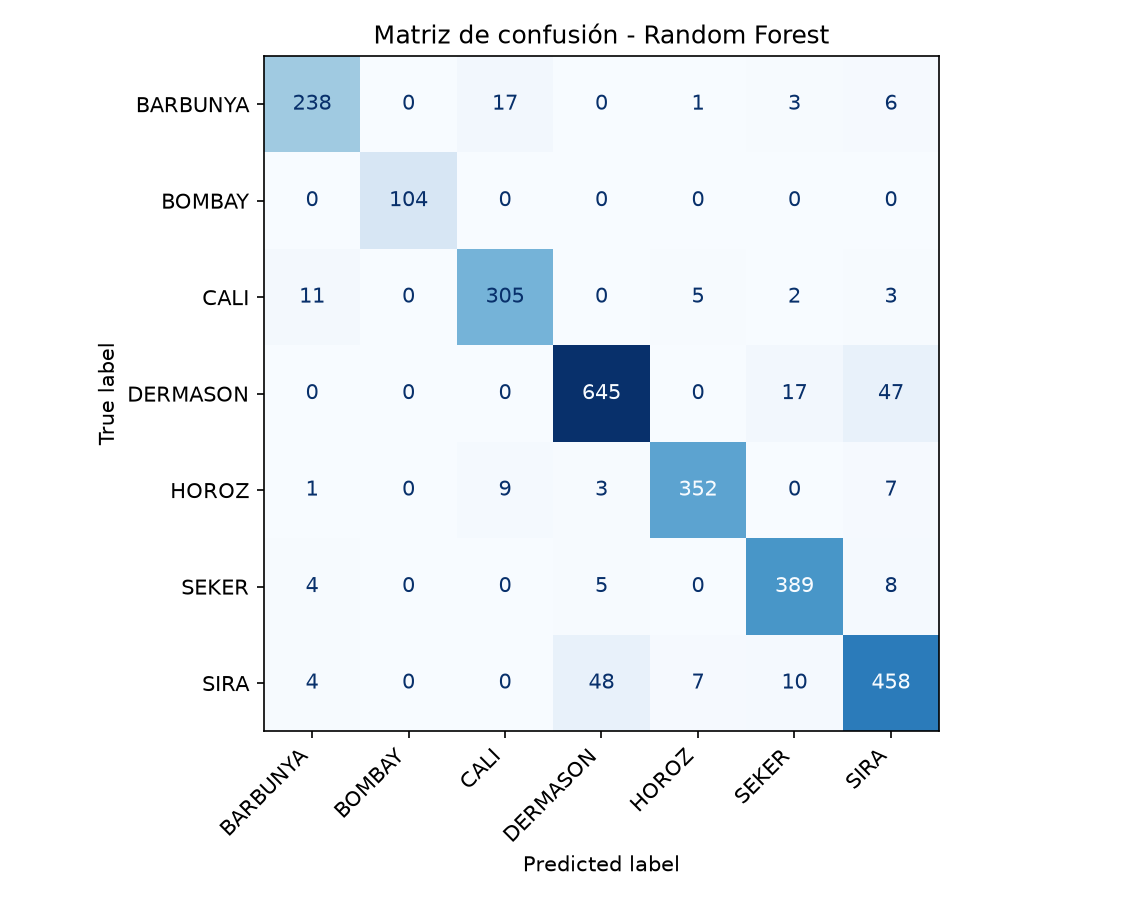 Matriz de confusión - Random Forest
True label
BARBUNYA 238 0 17 0 1 3 6
BOMBAY 0 104 0 0 0 0 0
CALI 11 0 305 0 5 2 3
DERMASON 0 0 0 645 0 17 47
HOROZ 1 0 9 3 352 0 7
SEKER 4 0 0 5 0 389 8
SIRA 4 0 0 48 7 10 458
BARBUNYA BOMBAY CALI DERMASON HOROZ SEKER SIRA
Predicted label